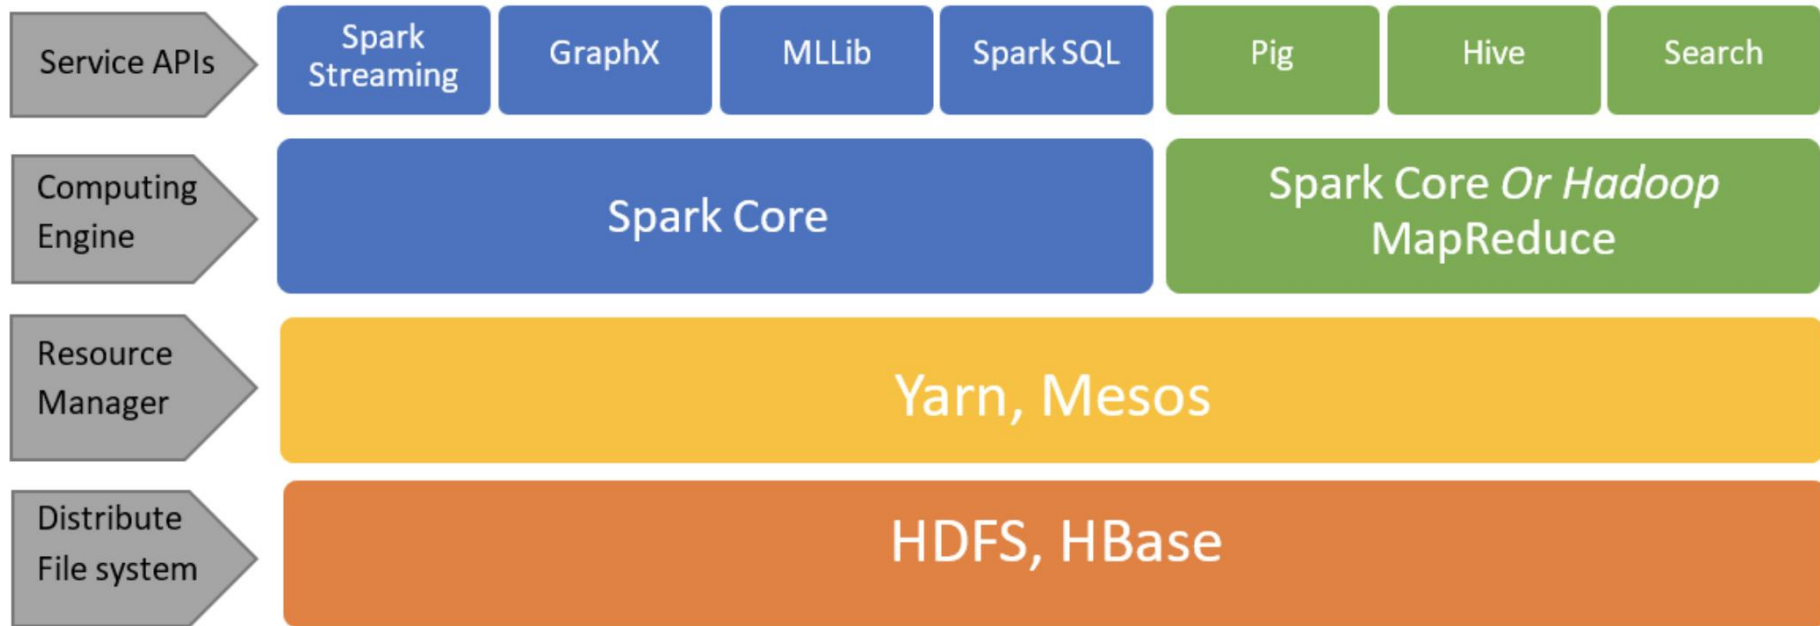 Service APIs
Spark
Streaming
GraphX
MLLib
Spark SQL
Pig
Hive
Search
Computing
Engine
Spark Core
Spark Core Or Hadoop
MapReduce
Resource
Manager
Yarn, Mesos
Distribute
File system
HDFS, HBase